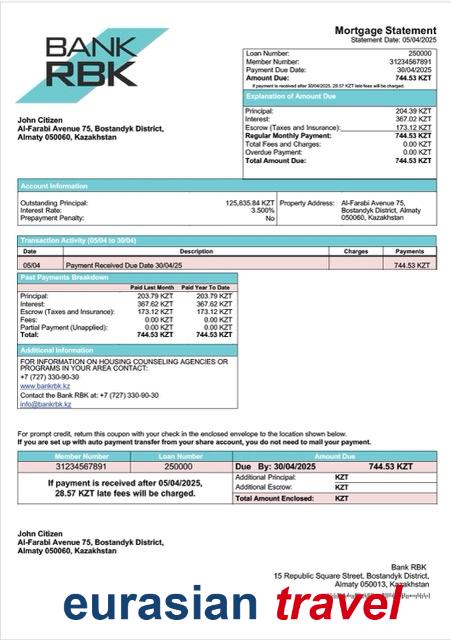 BANK
RBK
Mortgage Statement
Statement Date: 05/04/2025
Loan Number: 250000
Member Number: 31234567891
Payment Due Date: 30/04/2025
Amount Due: 744.53 KZT
If payment is received after 30/04/2025, 28.57 KZT late fees will be charged.
John Citizen
Al-Farabi Avenue 75, Bostandyk District,
Almaty 050060, Kazakhstan
Explanation of Amount Due
Principal: 204.39 KZT
Interest: 367.02 KZT
Escrow (Taxes and Insurance): 173.12 KZT
Regular Monthly Payment: 744.53 KZT
Total Fees and Charges: 0.00 KZT
Overdue Payment: 0.00 KZT
Total Amount Due: 744.53 KZT
Account Information
Outstanding Principal: 125,835.84 KZT
Interest Rate: 3.500%
Prepayment Penalty: No
Property Address: Al-Farabi Avenue 75,
Bostandyk District, Almaty
050060, Kazakhstan
Transaction Activity (05/04 to 30/04)
Date Description Charges Payments
05/04 Payment Received Due Date 30/04/25 744.53 KZT
Past Payments Breakdown
Paid Last Month Paid Year To Date
Principal: 203.79 KZT 203.79 KZT
Interest: 367.62 KZT 367.62 KZT
Escrow (Taxes and Insurance): 173.12 KZT 173.12 KZT
Fees: 0.00 KZT 0.00 KZT
Partial Payment (Unapplied): 0.00 KZT 0.00 KZT
Total: 744.53 KZT 744.53 KZT
Additional Information
FOR INFORMATION ON HOUSING COUNSELING AGENCIES OR
PROGRAMS IN YOUR AREA CONTACT:
+7 (727) 330-90-30
www.bankrbk.kz
Contact the Bank RBK at: +7 (727) 330-90-30
info@bankrbk.kz
For prompt credit, return this coupon with your check in the enclosed envelope to the location shown below.
If you are set up with auto payment transfer from your share account, you do not need to mail your payment.
Member Number Loan Number Amount Due
31234567891 250000 Due By: 30/04/2025 744.53 KZT
If payment is received after 05/04/2025,
28.57 KZT late fees will be charged.
Additional Principal: KZT
Additional Escrow: KZT
Total Amount Enclosed: KZT
John Citizen
Al-Farabi Avenue 75, Bostandyk District,
Almaty 050060, Kazakhstan
Bank RBK
15 Republic Square Street, Bostandyk District,
Almaty 050013, Kazakhstan
eurasian travel